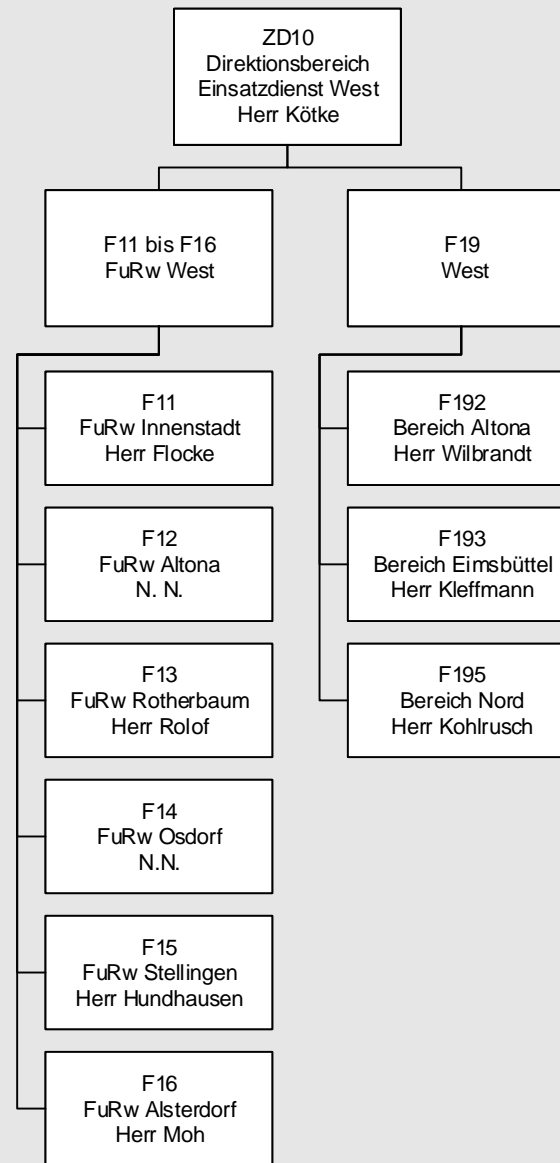 ZD10
Direktionsbereich
Einsatzdienst West
Herr Kötke
F11 bis F16
FuRw West
F19
West
F11
FuRw Innenstadt
Herr Flocke
F12
FuRw Altona
N. N.
F13
FuRw Rotherbaum
Herr Rolof
F14
FuRw Osdorf
N.N.
F15
FuRw Stellingen
Herr Hundhausen
F16
FuRw Alsterdorf
Herr Moh
F192
Bereich Altona
Herr Wilbrandt
F193
Bereich Eimsbüttel
Herr Kleffmann
F195
Bereich Nord
Herr Kohlrusch